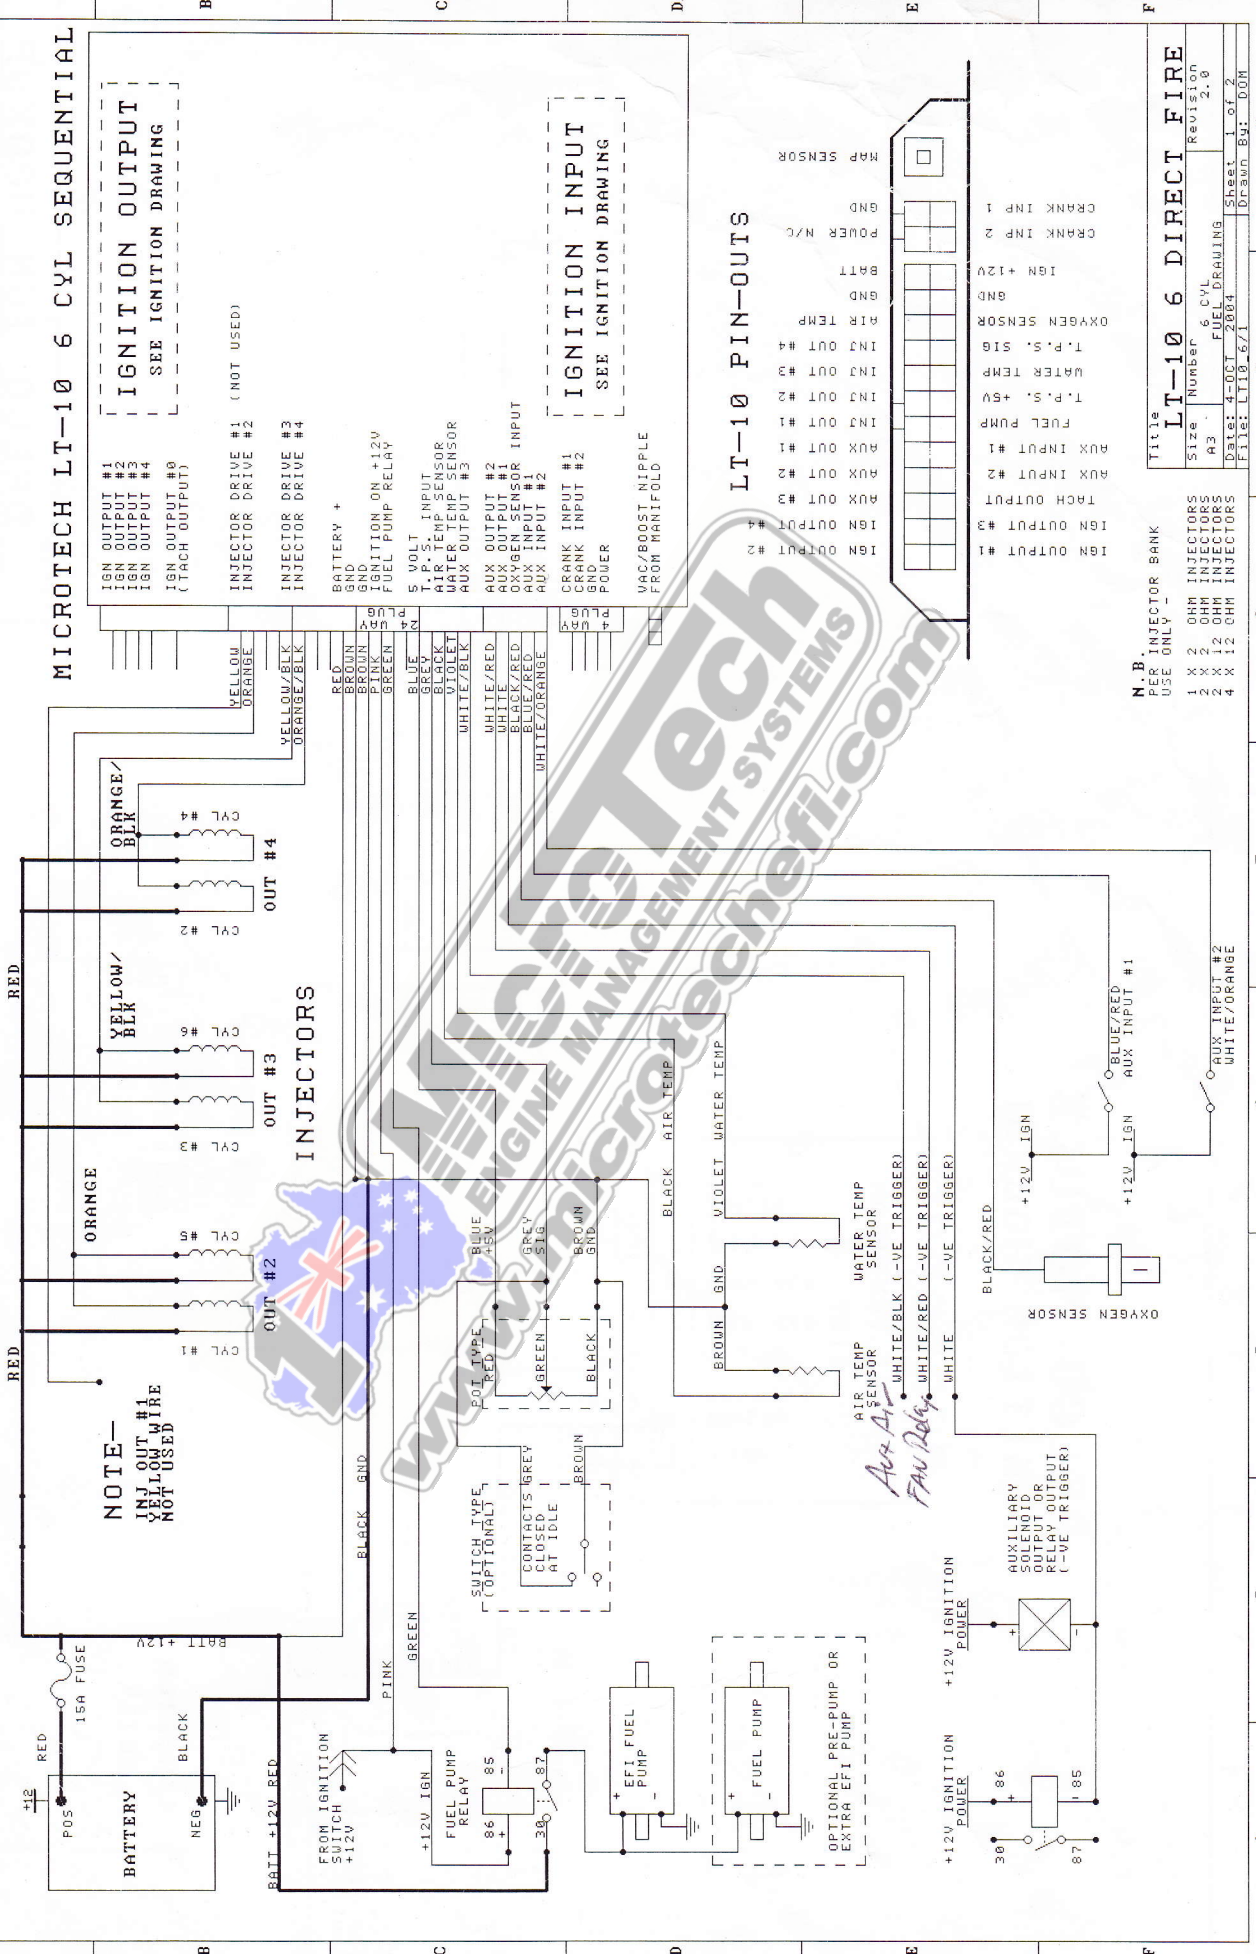 MICROTECH LT-10 6 CYL SEQUENTIAL
IGNITION OUTPUT
SEE IGNITION DRAWING
IGN OUTPUT #1
IGN OUTPUT #2
IGN OUTPUT #3
IGN OUTPUT #4
IGN OUTPUT #0
(TACH OUTPUT)
INJECTOR DRIVE #1 (NOT USED)
INJECTOR DRIVE #2
INJECTOR DRIVE #3
INJECTOR DRIVE #4
BATTERY +
GND
GND
IGNITION ON +12V
FUEL PUMP RELAY
5 VOLT
T.P.S. INPUT
AIR TEMP SENSOR
WATER TEMP SENSOR
AUX OUTPUT #3
AUX OUTPUT #2
AUX OUTPUT #1
OXYGEN SENSOR INPUT
AUX INPUT #1
AUX INPUT #2
IGNITION INPUT
SEE IGNITION DRAWING
CRANK INPUT #1
CRANK INPUT #2
GND
POWER
VAC/BOOST NIPPLE
FROM MANIFOLD
24 WAY
PLUG
4 WAY
PLUG
YELLOW
ORANGE
YELLOW/BLK
ORANGE/BLK
RED
BROWN
BROWN
PINK
GREEN
BLUE
GREY
BLACK
VIOLET
WHITE/BLK
WHITE/RED
WHITE
BLACK/RED
BLUE/RED
WHITE/ORANGE
RED
RED
ORANGE
YELLOW/
BLK
ORANGE/
BLK
CYL #1
CYL #5
OUT #2
CYL #3
CYL #6
OUT #3
CYL #2
CYL #4
OUT #4
INJECTORS
NOTE-
INJ OUT #1
YELLOW WIRE
NOT USED
+12
POS
NEG
BATTERY
RED
15A FUSE
BLACK
BATT +12V
BATT +12V RED
BLACK GND
FROM IGNITION
SWITCH
+12V
PINK
GREEN
+12V IGN
FUEL PUMP
RELAY
86
+
85
-
30
87
EFI FUEL
PUMP
+
-
FUEL PUMP
+
-
OPTIONAL PRE-PUMP OR
EXTRA EFI PUMP
SWITCH TYPE
(OPTIONAL)
CONTACTS
CLOSED
AT IDLE
GREY
BROWN
POT TYPE
RED
GREEN
BLACK
BLUE
+5V
GREY
SIG
BROWN
GND
BLACK AIR TEMP
VIOLET WATER TEMP
BROWN GND
AIR TEMP
SENSOR
WATER TEMP
SENSOR
WHITE/BLK (-VE TRIGGER)
WHITE/RED (-VE TRIGGER)
WHITE (-VE TRIGGER)
FAN Relay
BLACK/RED
OXYGEN SENSOR
+12V IGN
+12V IGN
BLUE/RED
AUX INPUT #1
AUX INPUT #2
WHITE/ORANGE
+12V IGNITION
POWER
+12V IGNITION
POWER
30
87
86
+
85
-
+
-
AUXILIARY
SOLENOID
OUTPUT OR
RELAY OUTPUT
(-VE TRIGGER)
LT-10 PIN-OUTS
IGN OUTPUT #2
IGN OUTPUT #4
AUX OUT #3
AUX OUT #2
AUX OUT #1
INJ OUT #1
INJ OUT #2
INJ OUT #3
INJ OUT #4
AIR TEMP
GND
BATT
POWER N/C
GND
MAP SENSOR
IGN OUTPUT #1
IGN OUTPUT #3
TACH OUTPUT
AUX INPUT #2
AUX INPUT #1
FUEL PUMP
T.P.S. +5V
WATER TEMP
T.P.S. SIG
OXYGEN SENSOR
GND
IGN +12V
CRANK INP 2
CRANK INP 1
N.B.
PER INJECTOR BANK
USE ONLY -
1 X 2 OHM INJECTORS
2 X 2 OHM INJECTORS
2 X 12 OHM INJECTORS
4 X 12 OHM INJECTORS
Title
LT-10 6 DIRECT FIRE
Size
A3
Number 6 CYL
FUEL DRAWING
Revision
2.0
Date: 4-OCT 2004
Sheet 1 of 2
File: LT10_6/1
Drawn By: DOM
MicroTech
ENGINE MANAGEMENT SYSTEMS
www.microtechefi.com
B
C
D
E
F
B
C
D
E
F